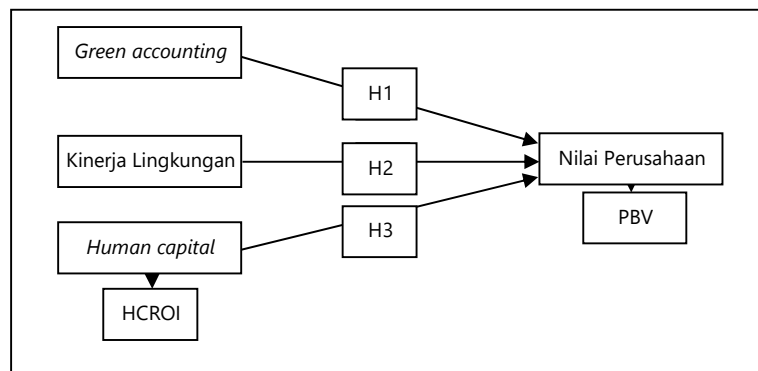 Green accounting
H1
Kinerja Lingkungan
H2
Nilai Perusahaan
PBV
H3
Human capital
HCROI